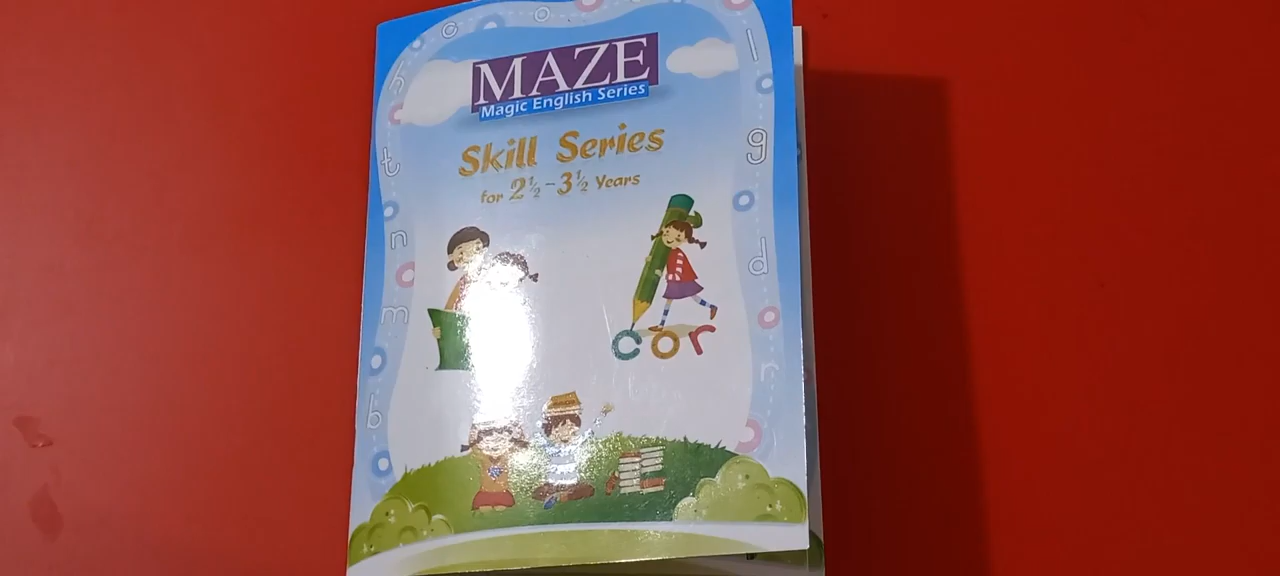 MAZE
Magic English Series
Skill Series
for 2½ - 3½ Years
c o r